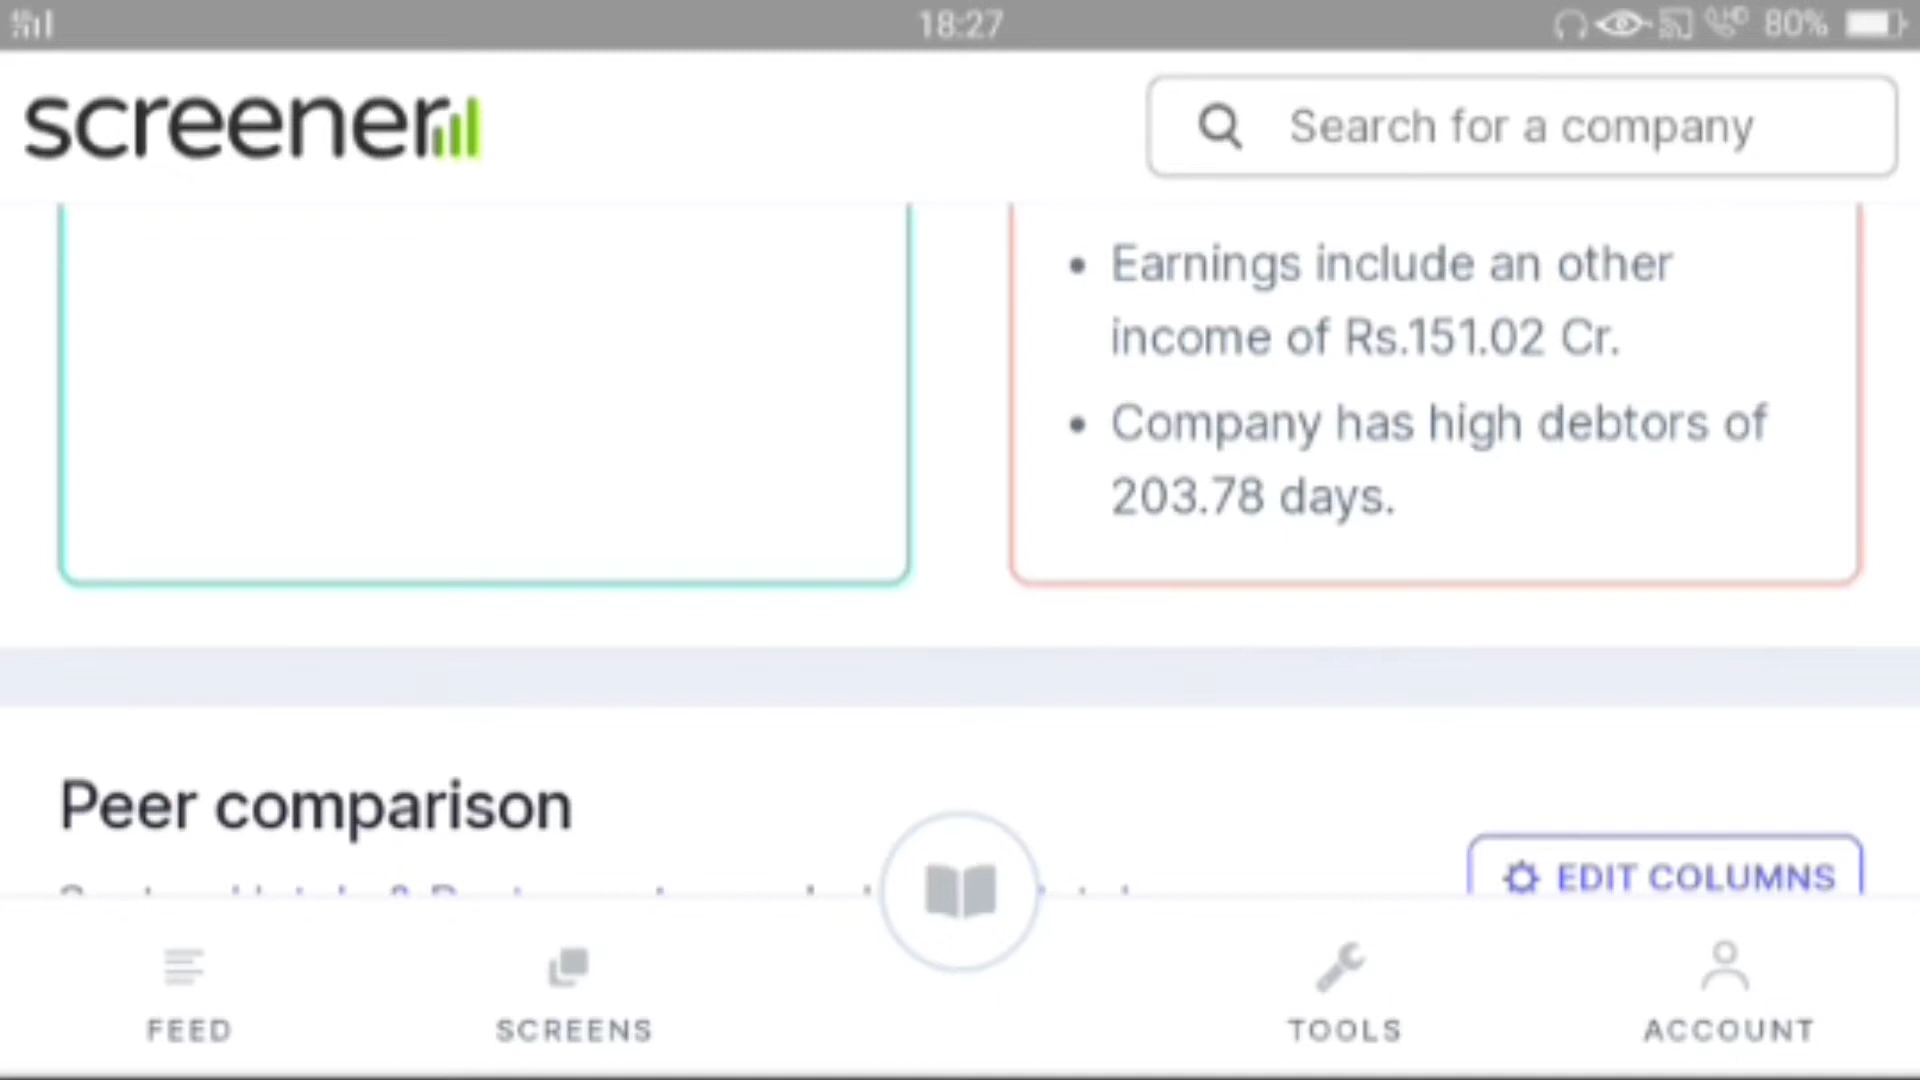 18:27
80%
screener
Search for a company
• Earnings include an other
income of Rs.151.02 Cr.
• Company has high debtors of
203.78 days.
Peer comparison
EDIT COLUMNS
FEED
SCREENS
TOOLS
ACCOUNT